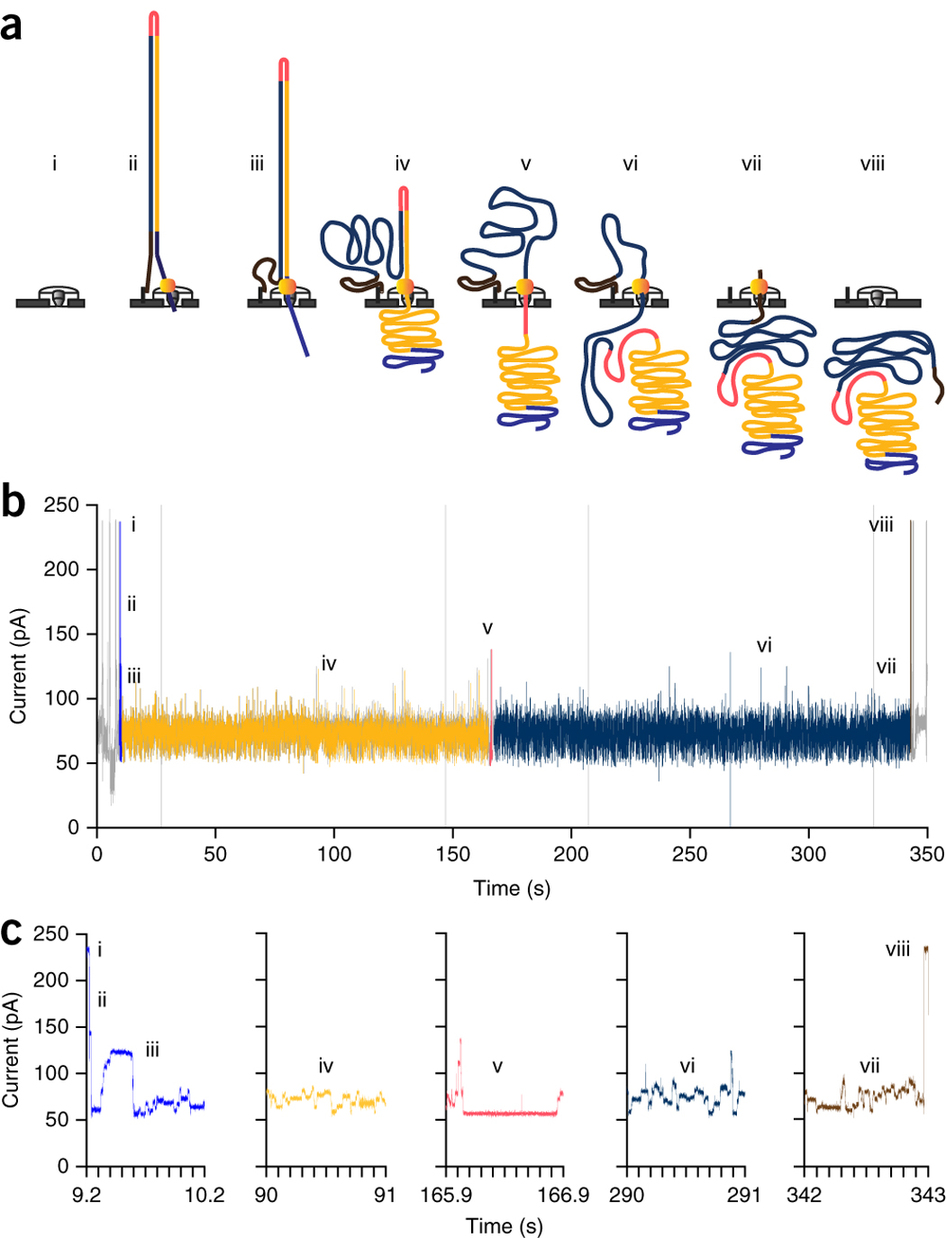 a
i ii iii iv v vi vii viii
b
250
200
150
100
50
0
Current (pA)
i
ii
iii
iv
v
vi
vii
viii
0 50 100 150 200 250 300 350
Time (s)
c
250
200
150
100
50
0
Current (pA)
i
ii
iii
iv
v
vi
vii
viii
9.2 10.2 90 91 165.9 166.9 290 291 342 343
Time (s)